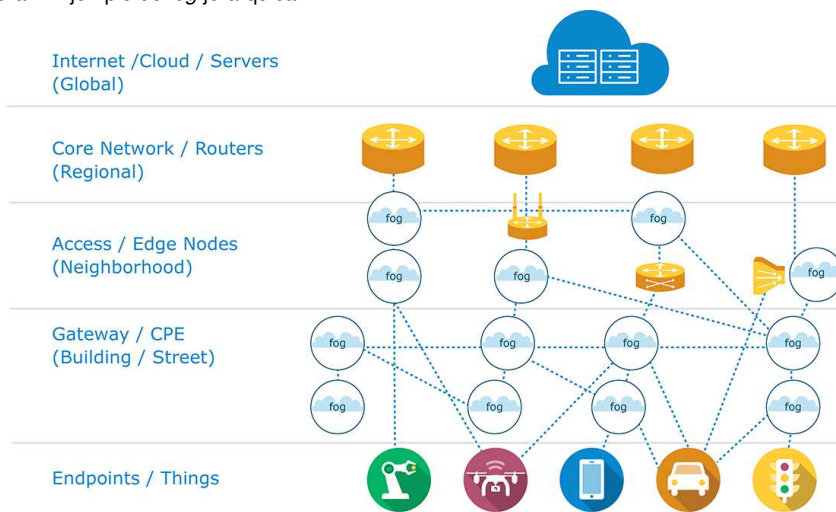 Internet /Cloud / Servers
(Global)
Core Network / Routers
(Regional)
fog
fog
Access / Edge Nodes
(Neighborhood)
fog
fog
fog
Gateway / CPE
(Building / Street)
fog
fog
fog
fog
fog
fog
fog
fog
Endpoints / Things